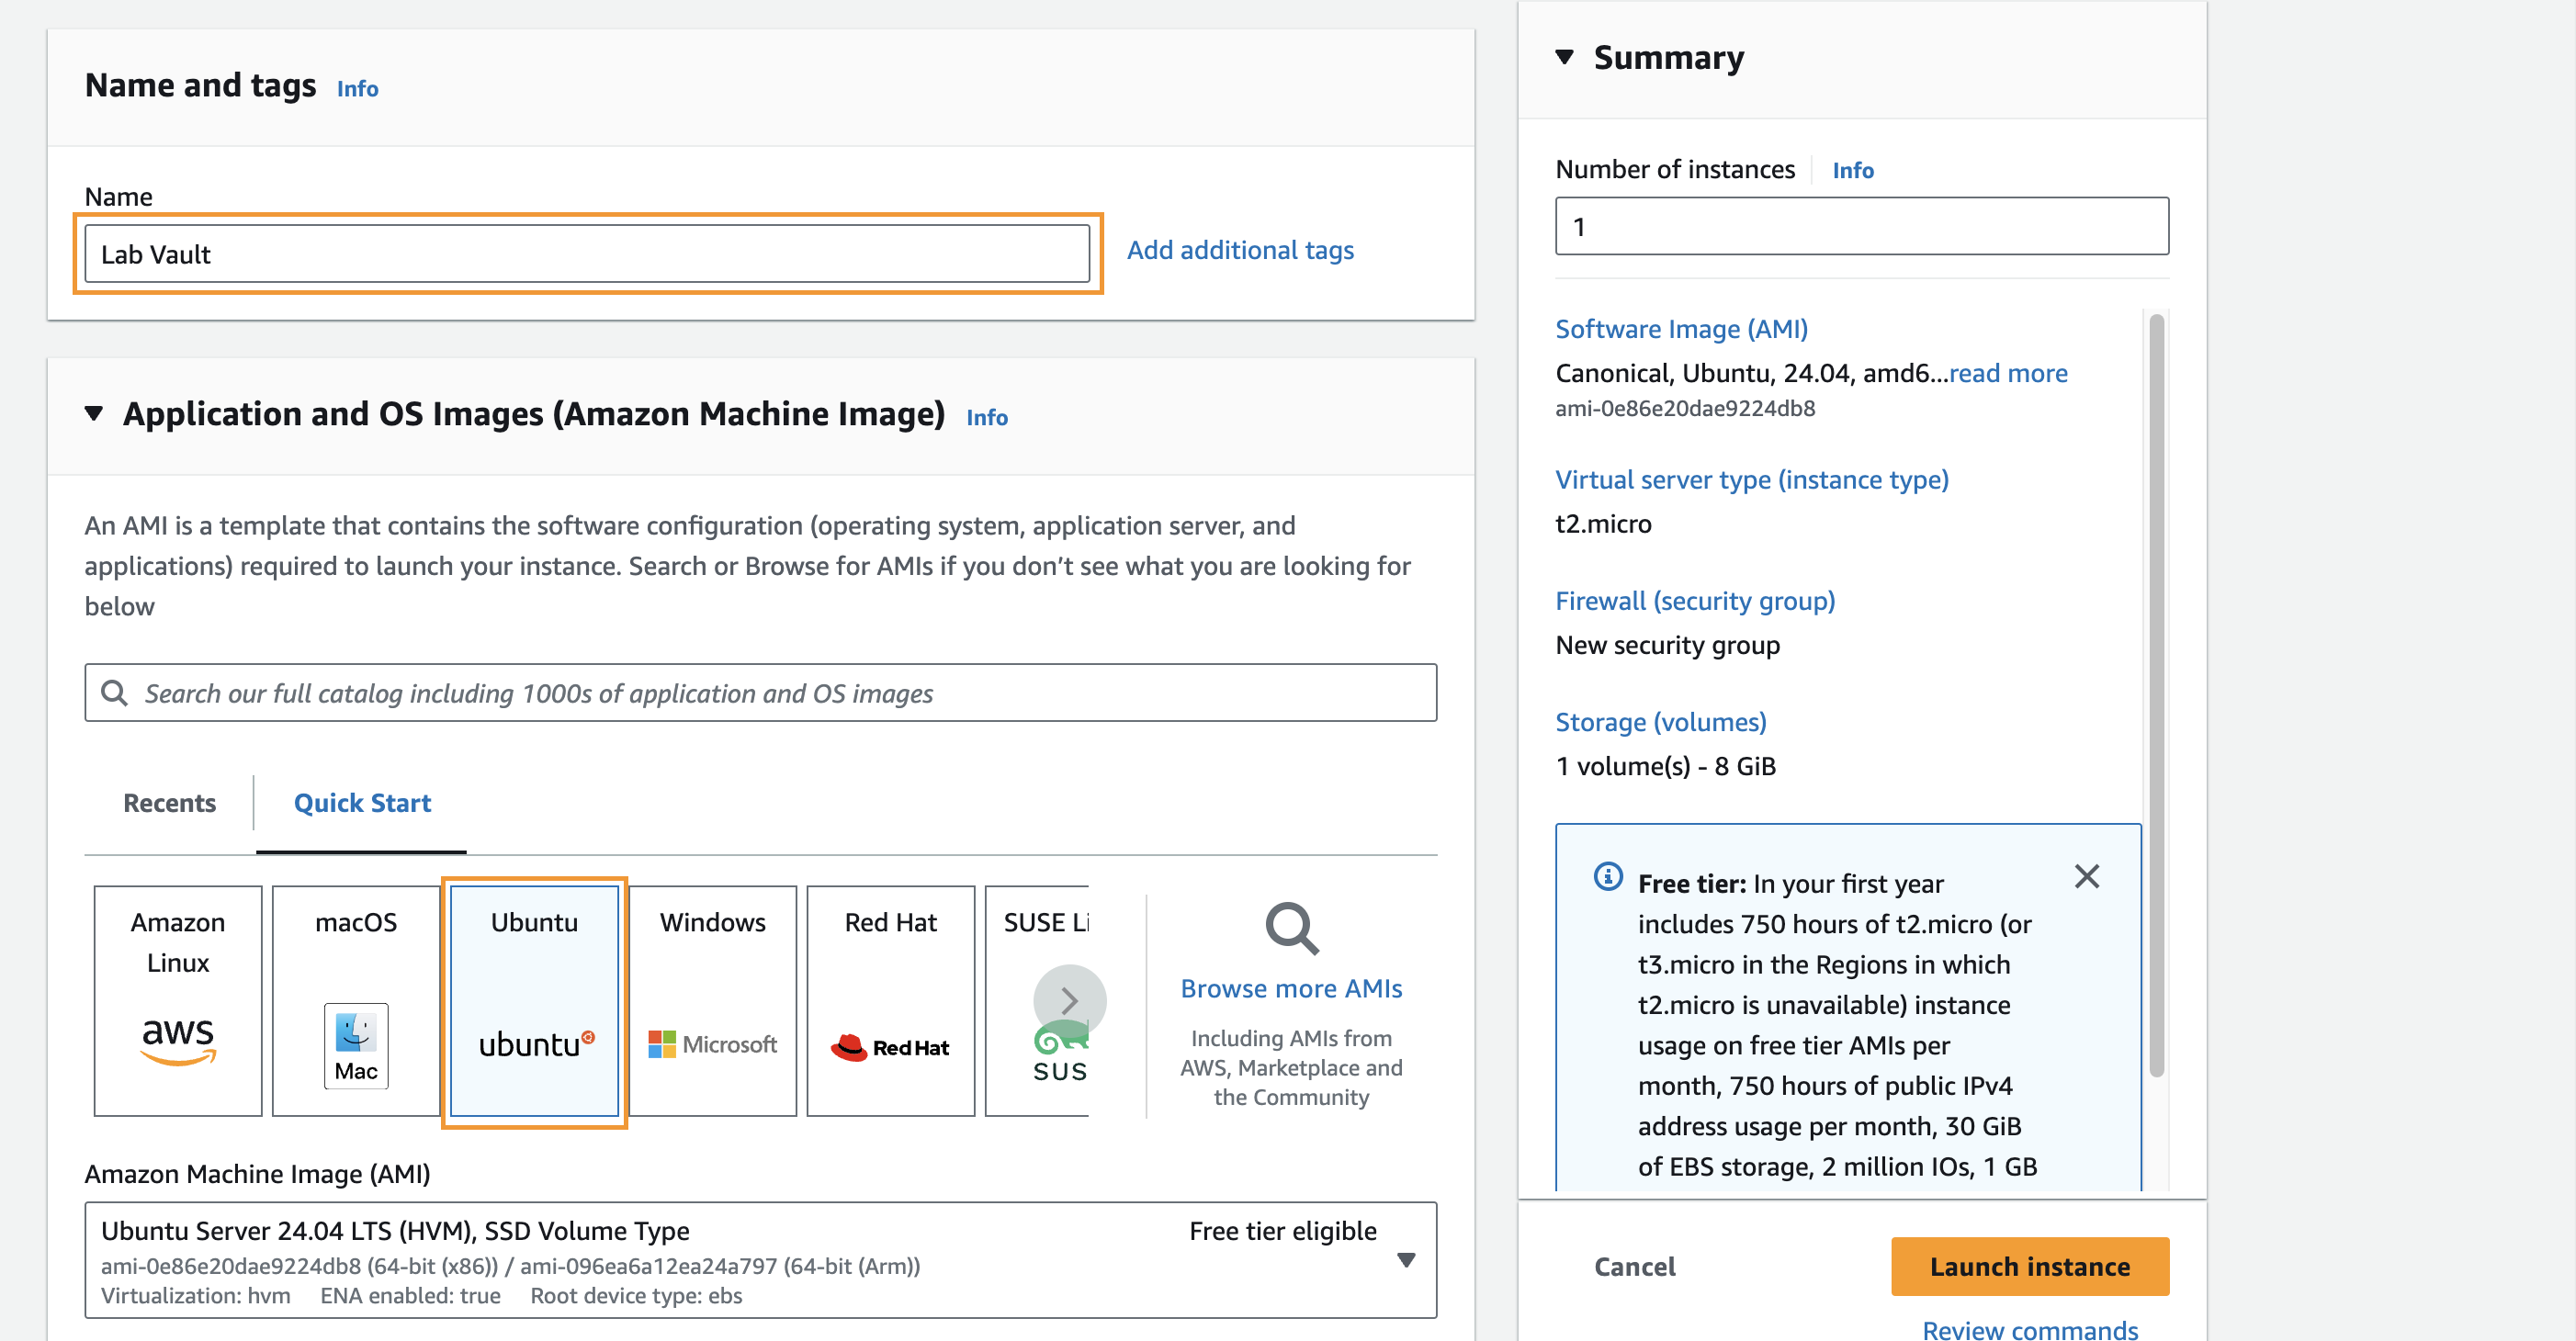 Name and tags Info
Name
Lab Vault
Add additional tags
Application and OS Images (Amazon Machine Image) Info
An AMI is a template that contains the software configuration (operating system, application server, and
applications) required to launch your instance. Search or Browse for AMIs if you don’t see what you are looking for
below
Search our full catalog including 1000s of application and OS images
Recents
Quick Start
Amazon
Linux
aws
macOS
Mac
Ubuntu
ubuntu
Windows
Microsoft
Red Hat
Red Hat
SUSE Li
SUS
Browse more AMIs
Including AMIs from
AWS, Marketplace and
the Community
Amazon Machine Image (AMI)
Ubuntu Server 24.04 LTS (HVM), SSD Volume Type
Free tier eligible
ami-0e86e20dae9224db8 (64-bit (x86)) / ami-096ea6a12ea24a797 (64-bit (Arm))
Virtualization: hvm ENA enabled: true Root device type: ebs
Summary
Number of instances Info
1
Software Image (AMI)
Canonical, Ubuntu, 24.04, amd6...read more
ami-0e86e20dae9224db8
Virtual server type (instance type)
t2.micro
Firewall (security group)
New security group
Storage (volumes)
1 volume(s) - 8 GiB
Free tier: In your first year
includes 750 hours of t2.micro (or
t3.micro in the Regions in which
t2.micro is unavailable) instance
usage on free tier AMIs per
month, 750 hours of public IPv4
address usage per month, 30 GiB
of EBS storage, 2 million IOs, 1 GB
Cancel
Launch instance
Review commands